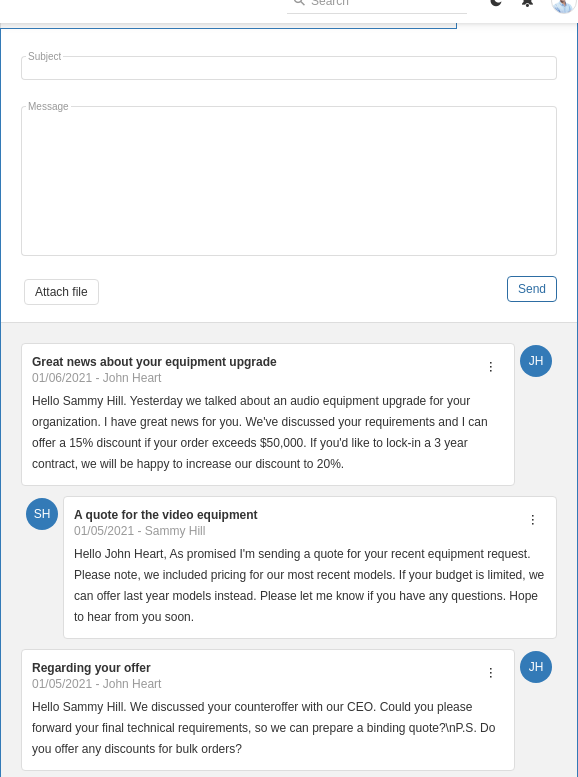 Search
Subject
Message
Attach file
Send
Great news about your equipment upgrade
01/06/2021 - John Heart
Hello Sammy Hill. Yesterday we talked about an audio equipment upgrade for your
organization. I have great news for you. We've discussed your requirements and I can
offer a 15% discount if your order exceeds $50,000. If you'd like to lock-in a 3 year
contract, we will be happy to increase our discount to 20%.
JH
SH
A quote for the video equipment
01/05/2021 - Sammy Hill
Hello John Heart, As promised I'm sending a quote for your recent equipment request.
Please note, we included pricing for our most recent models. If your budget is limited, we
can offer last year models instead. Please let me know if you have any questions. Hope
to hear from you soon.
Regarding your offer
01/05/2021 - John Heart
Hello Sammy Hill. We discussed your counteroffer with our CEO. Could you please
forward your final technical requirements, so we can prepare a binding quote?\nP.S. Do
you offer any discounts for bulk orders?
JH